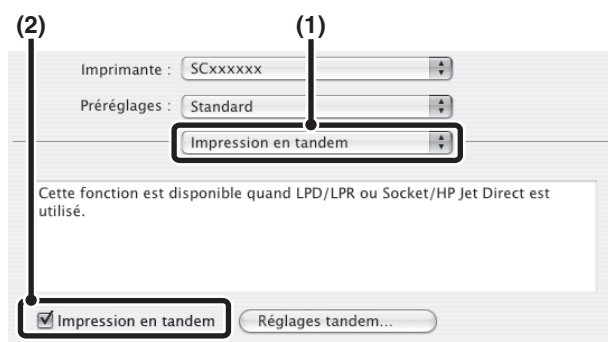 (2) (1)
Imprimante : SCxxxxxx
Préréglages : Standard
Impression en tandem
Cette fonction est disponible quand LPD/LPR ou Socket/HP Jet Direct est
utilisé.
Impression en tandem Réglages tandem...